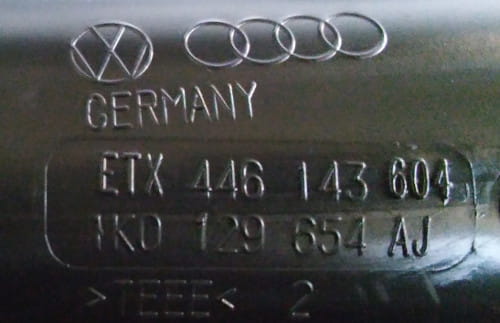 GERMANY
ETX 446 143 604
1K0 129 654 AJ
>TEEE< 2